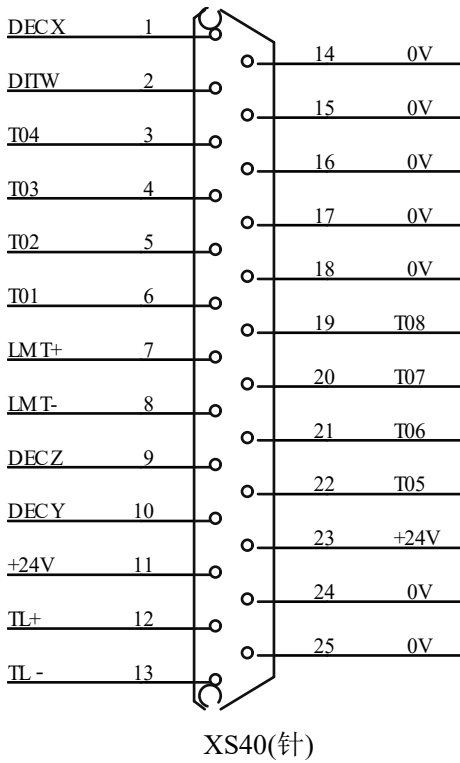 DECX 1
DITW 2
T04 3
T03 4
T02 5
T01 6
LMT+ 7
LMT- 8
DECZ 9
DECY 10
+24V 11
TL+ 12
TL - 13
14 0V
15 0V
16 0V
17 0V
18 0V
19 T08
20 T07
21 T06
22 T05
23 +24V
24 0V
25 0V
XS40(针)